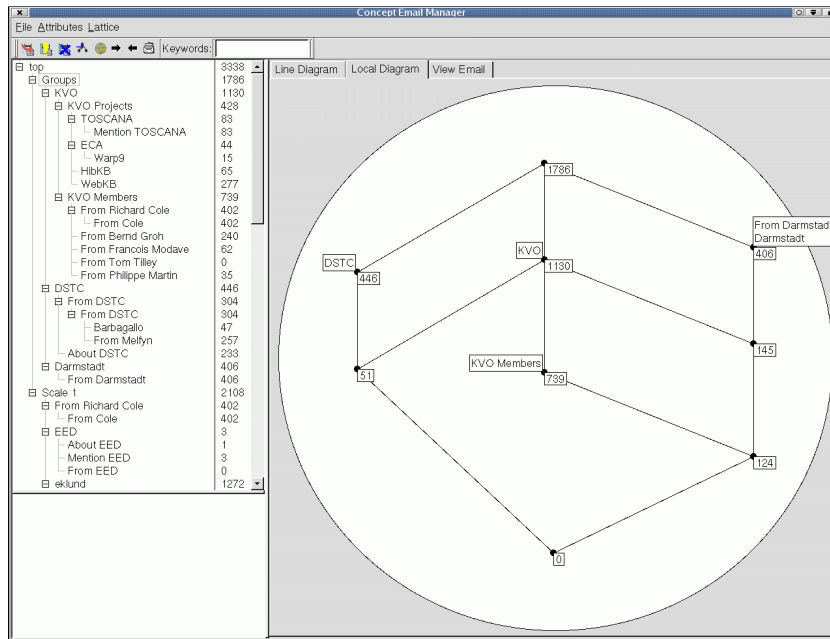 Concept Email Manager
File Attributes Lattice
Keywords:
top 3338
Groups 1786
KVO 1130
KVO Projects 428
TOSCANA 83
Mention TOSCANA 83
ECA 44
Warp9 15
HibKB 65
WebKB 277
KVO Members 739
From Richard Cole 402
From Cole 402
From Bernd Groh 240
From Francois Modave 62
From Tom Tilley 0
From Philippe Martin 35
DSTC 446
From DSTC 304
From DSTC 304
Barbagallo 47
From Melfyn 257
About DSTC 233
Darmstadt 406
From Darmstadt 406
Scale 1 2108
From Richard Cole 402
From Cole 402
EED 3
About EED 1
Mention EED 3
From EED 0
eklund 1272
Line Diagram Local Diagram View Email
1786
From Darmstad
Darmstadt
406
KVO
1130
DSTC
446
145
KVO Members
739
51
124
0